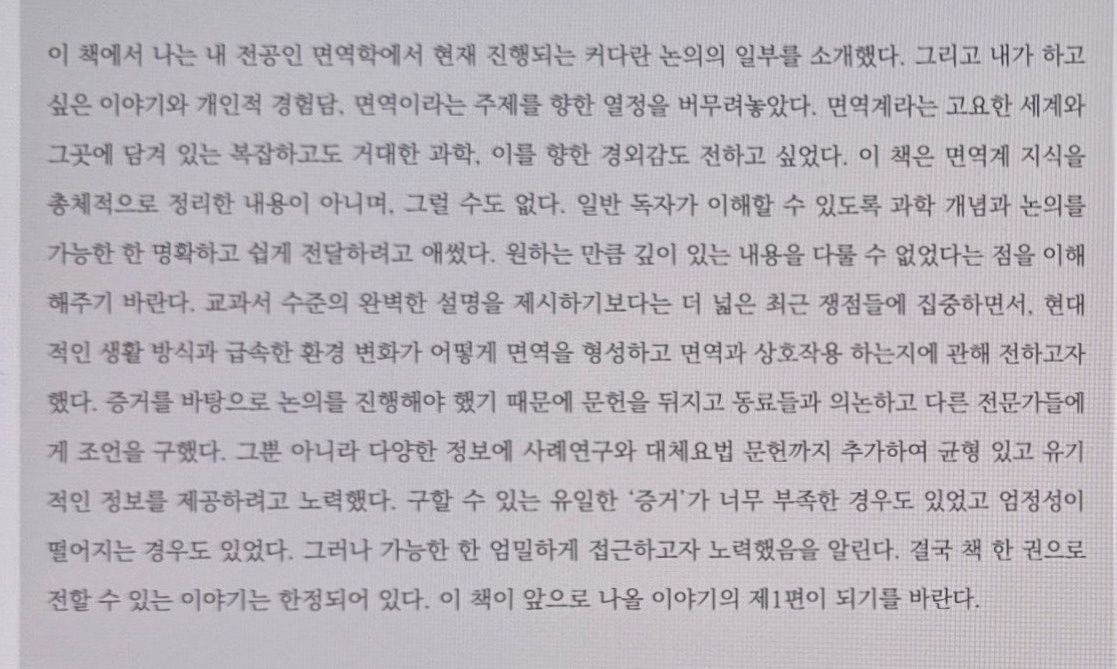 이 책에서 나는 내 전공인 면역학에서 현재 진행되는 커다란 논의의 일부를 소개했다. 그리고 내가 하고
싶은 이야기와 개인적 경험담, 면역이라는 주제를 향한 열정을 버무려놓았다. 면역계라는 고요한 세계와
그곳에 담겨 있는 복잡하고도 거대한 과학, 이를 향한 경외감도 전하고 싶었다. 이 책은 면역계 지식을
총체적으로 정리한 내용이 아니며, 그럴 수도 없다. 일반 독자가 이해할 수 있도록 과학 개념과 논의를
가능한 한 명확하고 쉽게 전달하려고 애썼다. 원하는 만큼 깊이 있는 내용을 다룰 수 없었다는 점을 이해
해주기 바란다. 교과서 수준의 완벽한 설명을 제시하기보다는 더 넓은 최근 쟁점들에 집중하면서, 현대
적인 생활 방식과 급속한 환경 변화가 어떻게 면역을 형성하고 면역과 상호작용 하는지에 관해 전하고자
했다. 증거를 바탕으로 논의를 진행해야 했기 때문에 문헌을 뒤지고 동료들과 의논하고 다른 전문가들에
게 조언을 구했다. 그뿐 아니라 다양한 정보에 사례연구와 대체요법 문헌까지 추가하여 균형 있고 유기
적인 정보를 제공하려고 노력했다. 구할 수 있는 유일한 ‘증거’가 너무 부족한 경우도 있었고 엄정성이
떨어지는 경우도 있었다. 그러나 가능한 한 엄밀하게 접근하고자 노력했음을 알린다. 결국 책 한 권으로
전할 수 있는 이야기는 한정되어 있다. 이 책이 앞으로 나올 이야기의 제1편이 되기를 바란다.